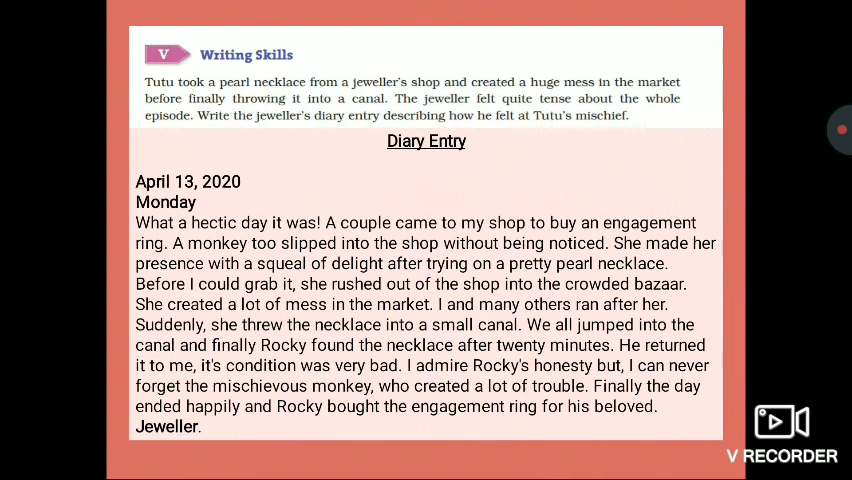 V Writing Skills
Tutu took a pearl necklace from a jeweller's shop and created a huge mess in the market
before finally throwing it into a canal. The jeweller felt quite tense about the whole
episode. Write the jeweller's diary entry describing how he felt at Tutu's mischief.
Diary Entry
April 13, 2020
Monday
What a hectic day it was! A couple came to my shop to buy an engagement
ring. A monkey too slipped into the shop without being noticed. She made her
presence with a squeal of delight after trying on a pretty pearl necklace.
Before I could grab it, she rushed out of the shop into the crowded bazaar.
She created a lot of mess in the market. I and many others ran after her.
Suddenly, she threw the necklace into a small canal. We all jumped into the
canal and finally Rocky found the necklace after twenty minutes. He returned
it to me, it's condition was very bad. I admire Rocky's honesty but, I can never
forget the mischievous monkey, who created a lot of trouble. Finally the day
ended happily and Rocky bought the engagement ring for his beloved.
Jeweller.
V RECORDER